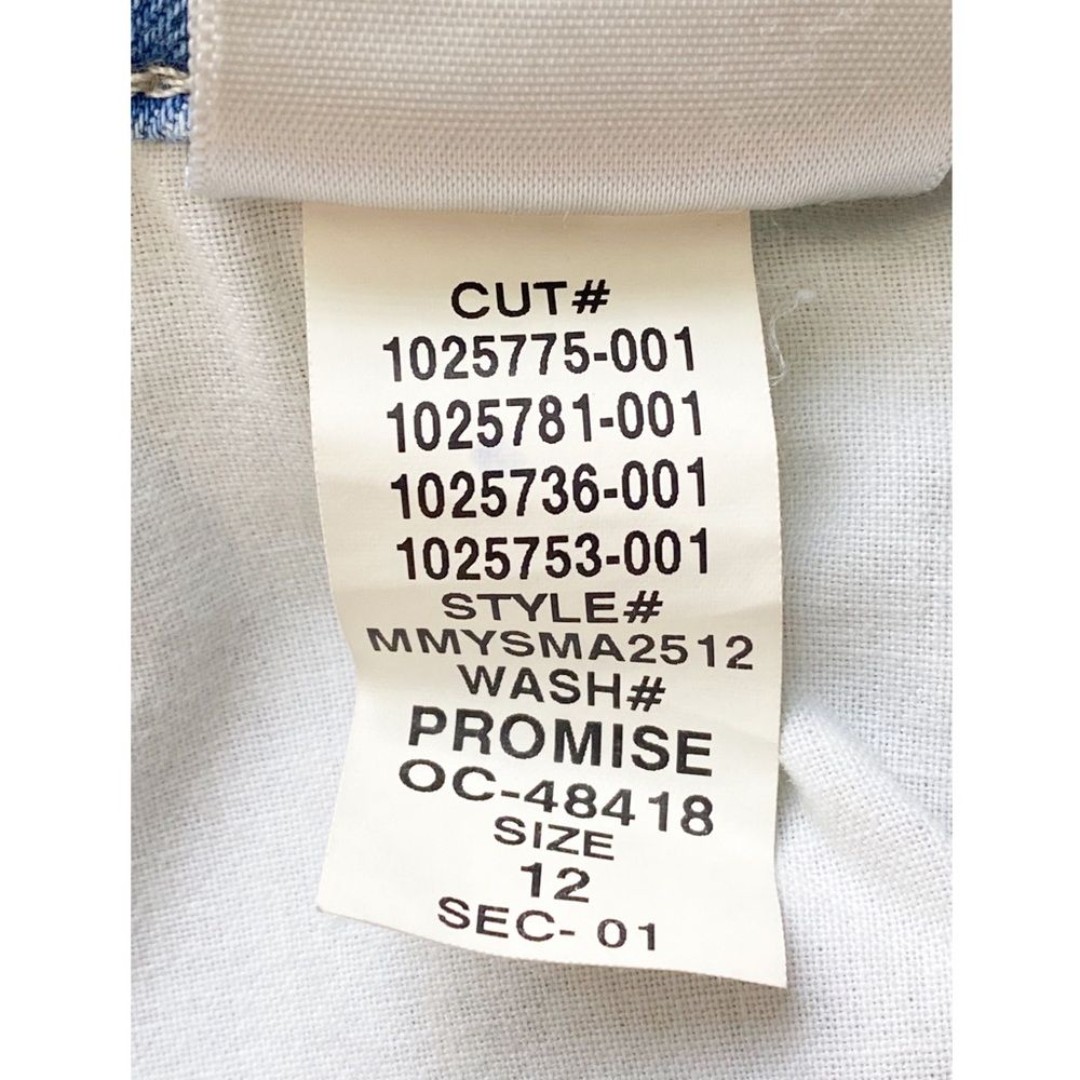 CUT#
1025775-001
1025781-001
1025736-001
1025753-001
STYLE#
MMYSMA2512
WASH#
PROMISE
OC-48418
SIZE
12
SEC- 01